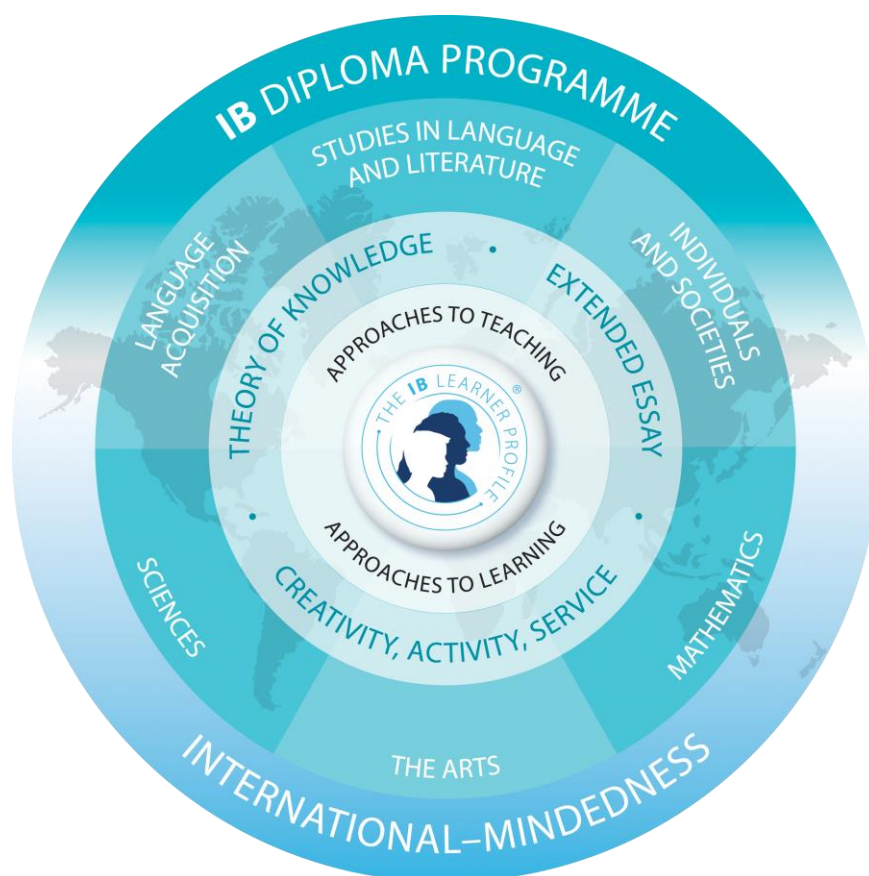 IB DIPLOMA PROGRAMME
STUDIES IN LANGUAGE
AND LITERATURE
LANGUAGE
ACQUISITION
INDIVIDUALS
AND SOCIETIES
THEORY OF KNOWLEDGE
EXTENDED ESSAY
APPROACHES TO TEACHING
THE IB LEARNER PROFILE ®
APPROACHES TO LEARNING
CREATIVITY, ACTIVITY, SERVICE
SCIENCES
MATHEMATICS
THE ARTS
INTERNATIONAL–MINDEDNESS